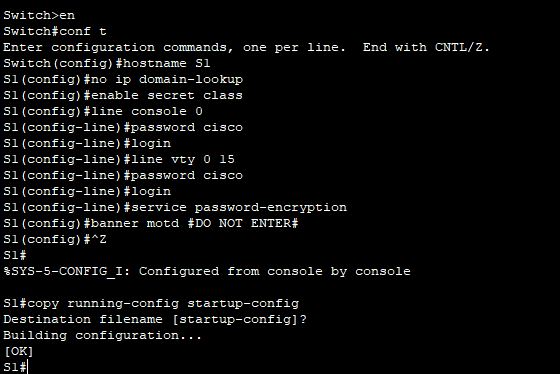 Switch>en
Switch#conf t
Enter configuration commands, one per line.  End with CNTL/Z.
Switch(config)#hostname S1
S1(config)#no ip domain-lookup
S1(config)#enable secret class
S1(config)#line console 0
S1(config-line)#password cisco
S1(config-line)#login
S1(config-line)#line vty 0 15
S1(config-line)#password cisco
S1(config-line)#login
S1(config-line)#service password-encryption
S1(config)#banner motd #DO NOT ENTER#
S1(config)#^Z
S1#
%SYS-5-CONFIG_I: Configured from console by console
S1#copy running-config startup-config
Destination filename [startup-config]?
Building configuration...
[OK]
S1#